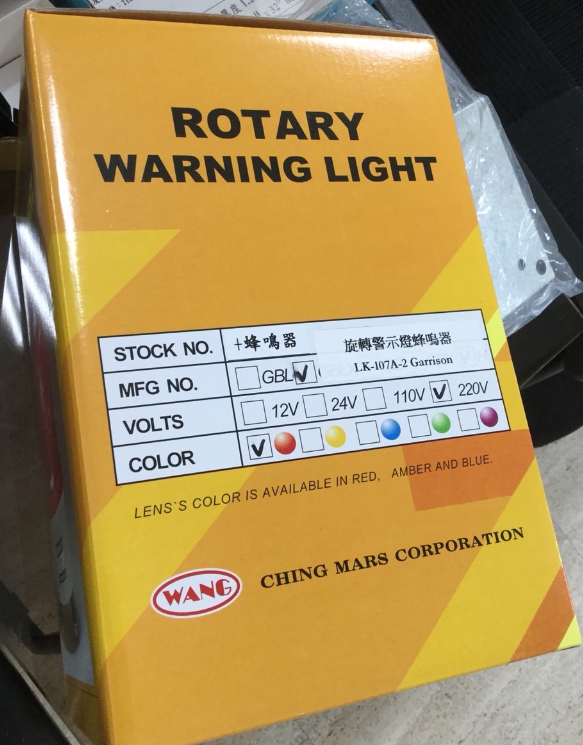 ROTARY
WARNING LIGHT
STOCK NO. +蜂鳴器
旋轉警示燈蜂鳴器
LK-107A-2 Garrison
MFG NO. GBL
VOLTS 12V 24V 110V 220V
COLOR
LENS`S COLOR IS AVAILABLE IN RED, AMBER AND BLUE.
WANG CHING MARS CORPORATION